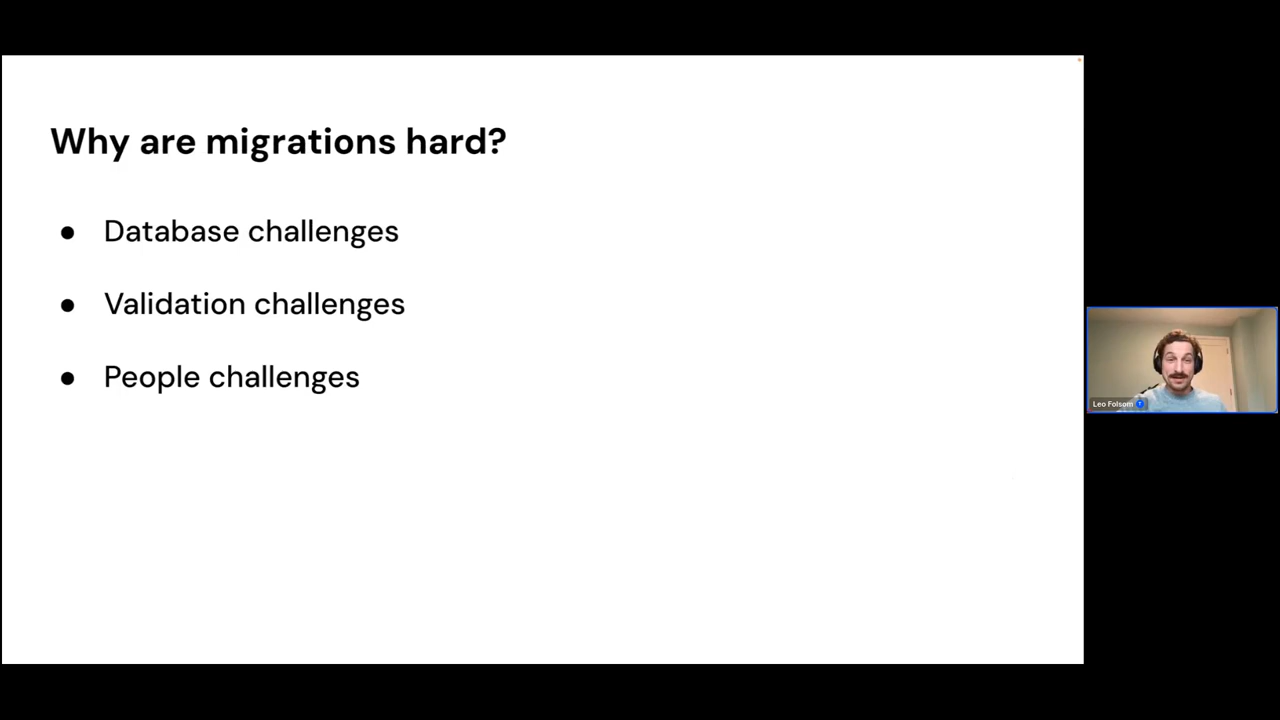 Why are migrations hard?
● Database challenges
● Validation challenges
● People challenges
Leo Folsom